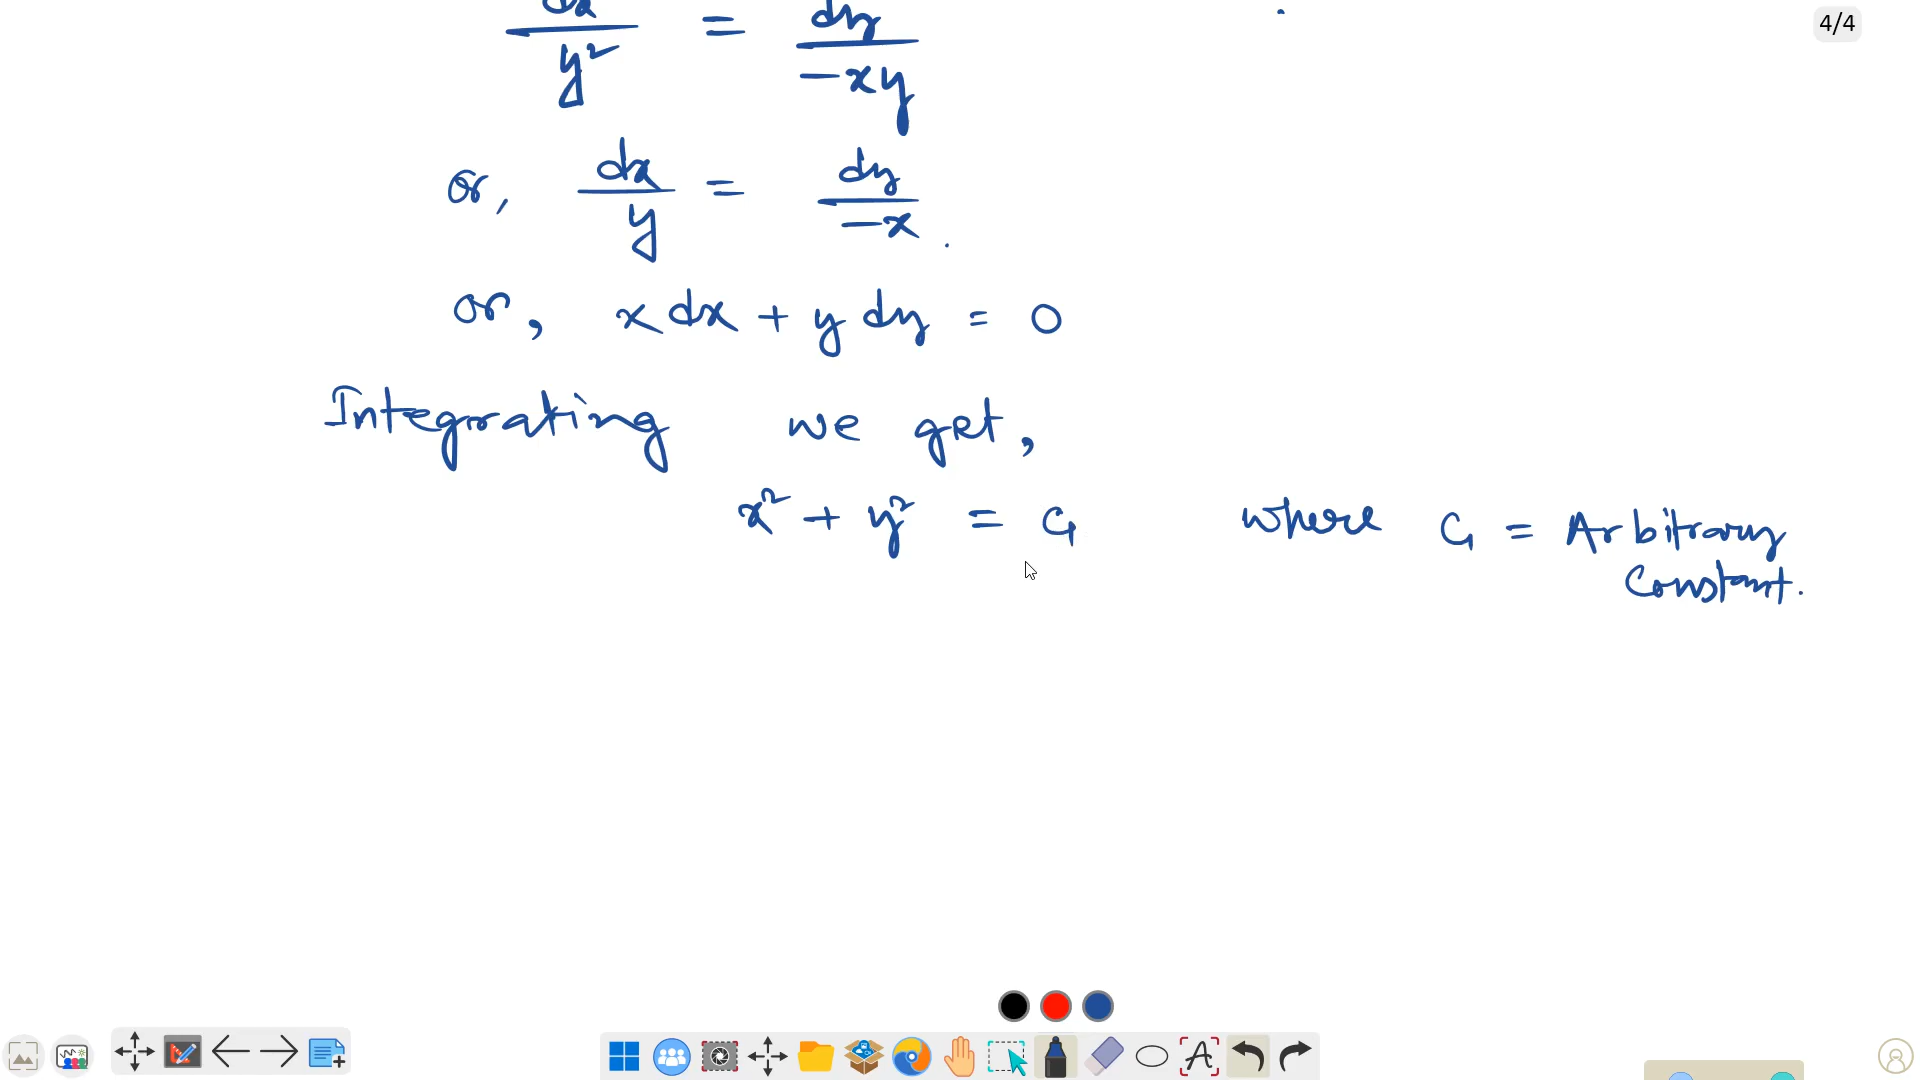 4/4
dx/y² = dy/-xy
or, dx/y = dy/-x .
or, x dx + y dy = 0
Integrating we get,
x² + y² = C₁ where C₁ = Arbitrary
Constant.